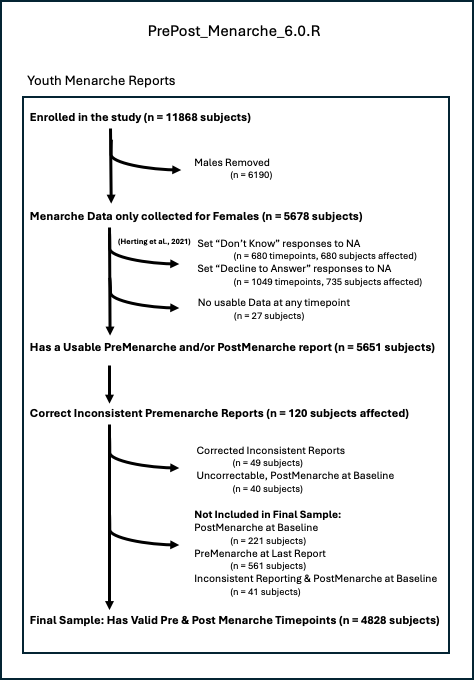 PrePost_Menarche_6.0.R
Youth Menarche Reports
Enrolled in the study (n = 11868 subjects)
Males Removed
(n = 6190)
Menarche Data only collected for Females (n = 5678 subjects)
(Herting et al., 2021)
Set “Don’t Know” responses to NA
(n = 680 timepoints, 680 subjects affected)
Set “Decline to Answer” responses to NA
(n = 1049 timepoints, 735 subjects affected)
No usable Data at any timepoint
(n = 27 subjects)
Has a Usable PreMenarche and/or PostMenarche report (n = 5651 subjects)
Correct Inconsistent Premenarche Reports (n = 120 subjects affected)
Corrected Inconsistent Reports
(n = 49 subjects)
Uncorrectable, PostMenarche at Baseline
(n = 40 subjects)
Not Included in Final Sample:
PostMenarche at Baseline
(n = 221 subjects)
PreMenarche at Last Report
(n = 561 subjects)
Inconsistent Reporting & PostMenarche at Baseline
(n = 41 subjects)
Final Sample: Has Valid Pre & Post Menarche Timepoints (n = 4828 subjects)